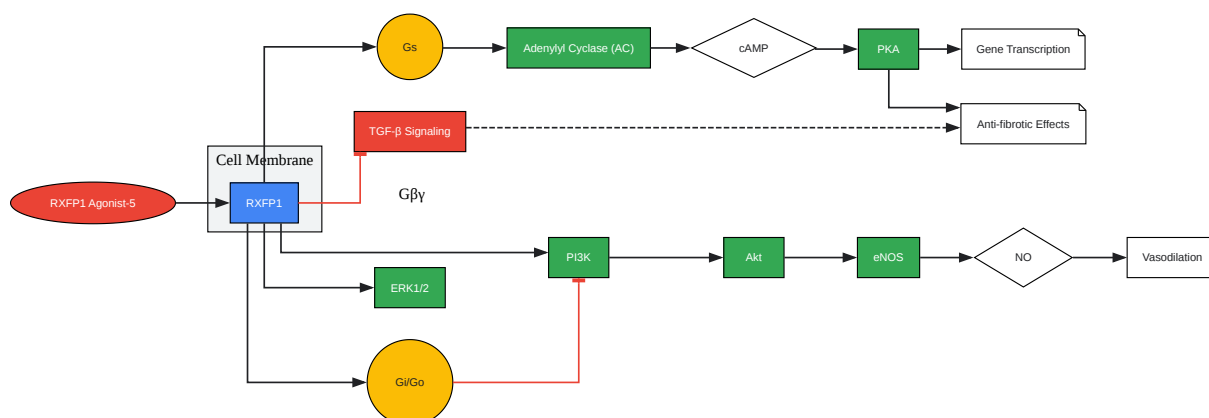 Gs
Adenylyl Cyclase (AC)
cAMP
PKA
Gene Transcription
TGF-β Signaling
Anti-fibrotic Effects
Cell Membrane
RXFP1 Agonist-5
RXFP1
Gβγ
PI3K
Akt
eNOS
NO
Vasodilation
ERK1/2
Gi/Go